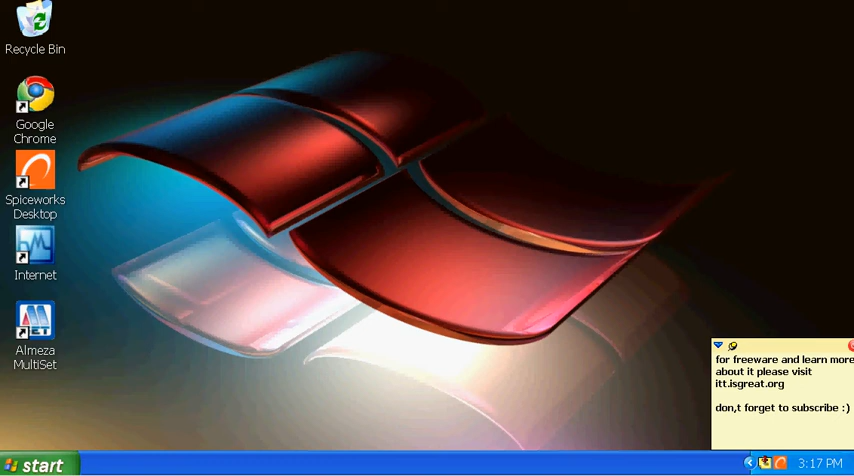 Recycle Bin
Google
Chrome
Spiceworks
Desktop
Internet
MSET
Almeza
MultiSet
for freeware and learn more
about it please visit
itt.isgreat.org
don,t forget to subscribe :)
start
3:17 PM